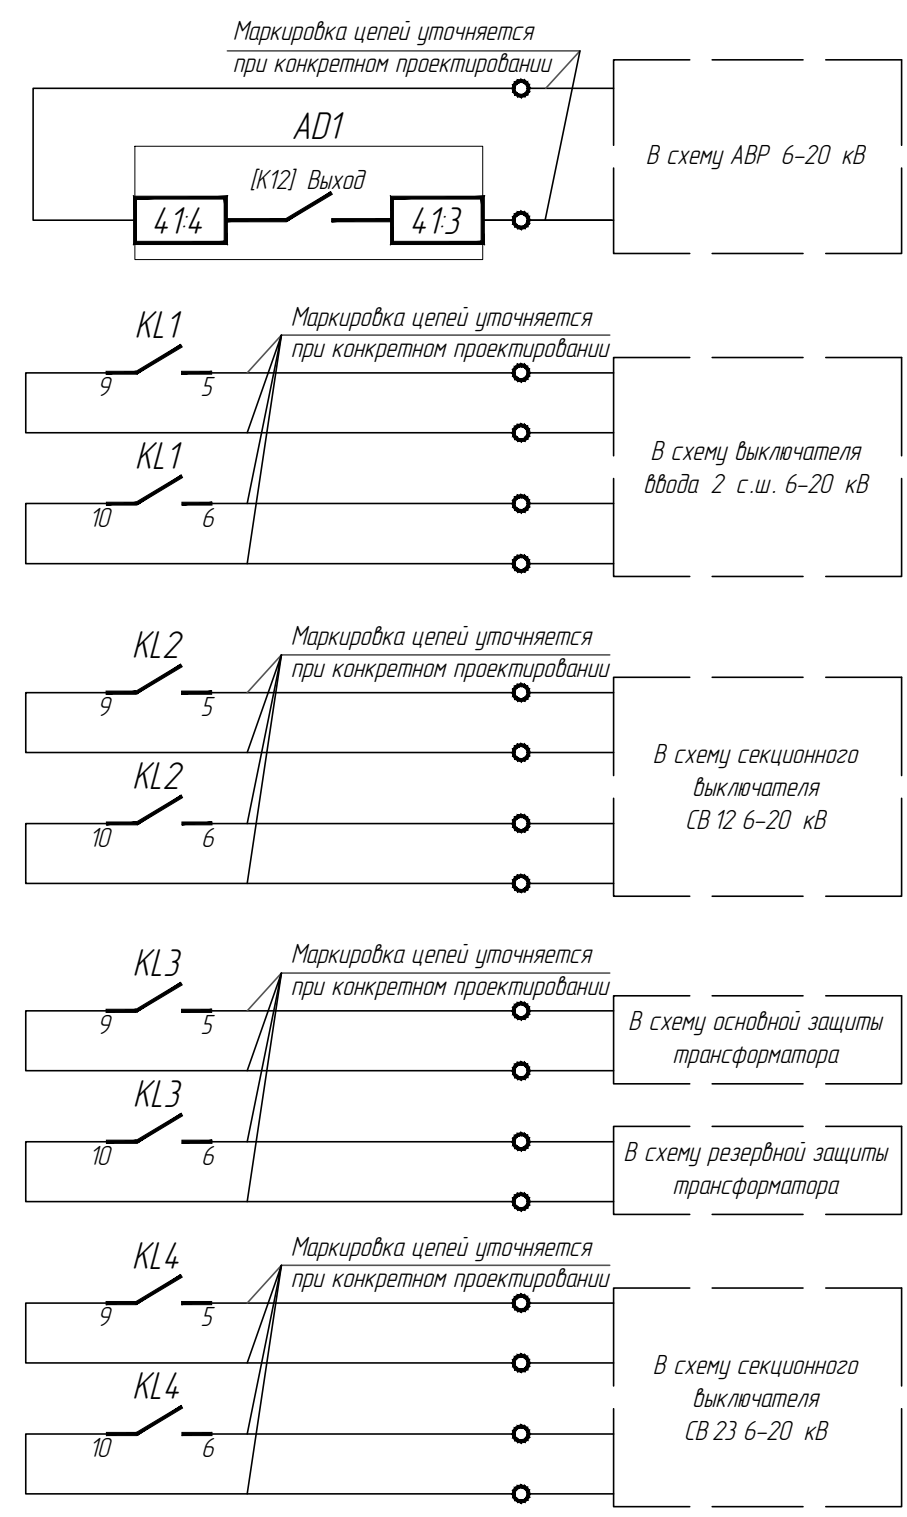 Маркировка цепей уточняется
при конкретном проектировании
AD1
[K12] Выход
41:4
41:3
В схему АВР 6-20 кВ
KL1
Маркировка цепей уточняется
при конкретном проектировании
9
5
KL1
10
6
В схему выключателя
ввода 2 с.ш. 6-20 кВ
KL2
Маркировка цепей уточняется
при конкретном проектировании
9
5
KL2
10
6
В схему секционного
выключателя
СВ 12 6-20 кВ
KL3
Маркировка цепей уточняется
при конкретном проектировании
9
5
В схему основной защиты
трансформатора
KL3
10
6
В схему резервной защиты
трансформатора
KL4
Маркировка цепей уточняется
при конкретном проектировании
9
5
KL4
10
6
В схему секционного
выключателя
СВ 23 6-20 кВ